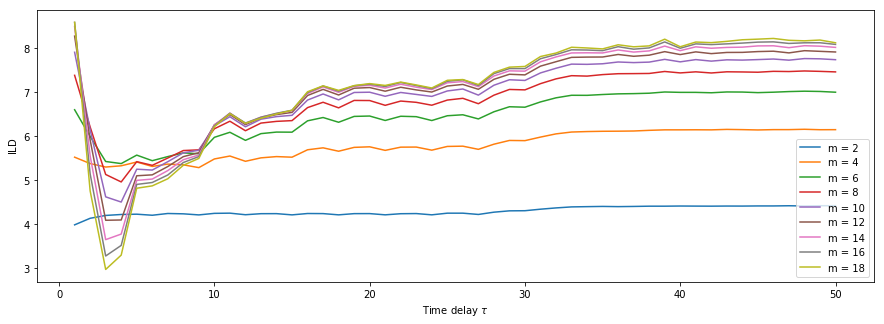 ILD
8
7
6
5
4
3
0
10
20
30
40
50
Time delay τ
m = 2
m = 4
m = 6
m = 8
m = 10
m = 12
m = 14
m = 16
m = 18